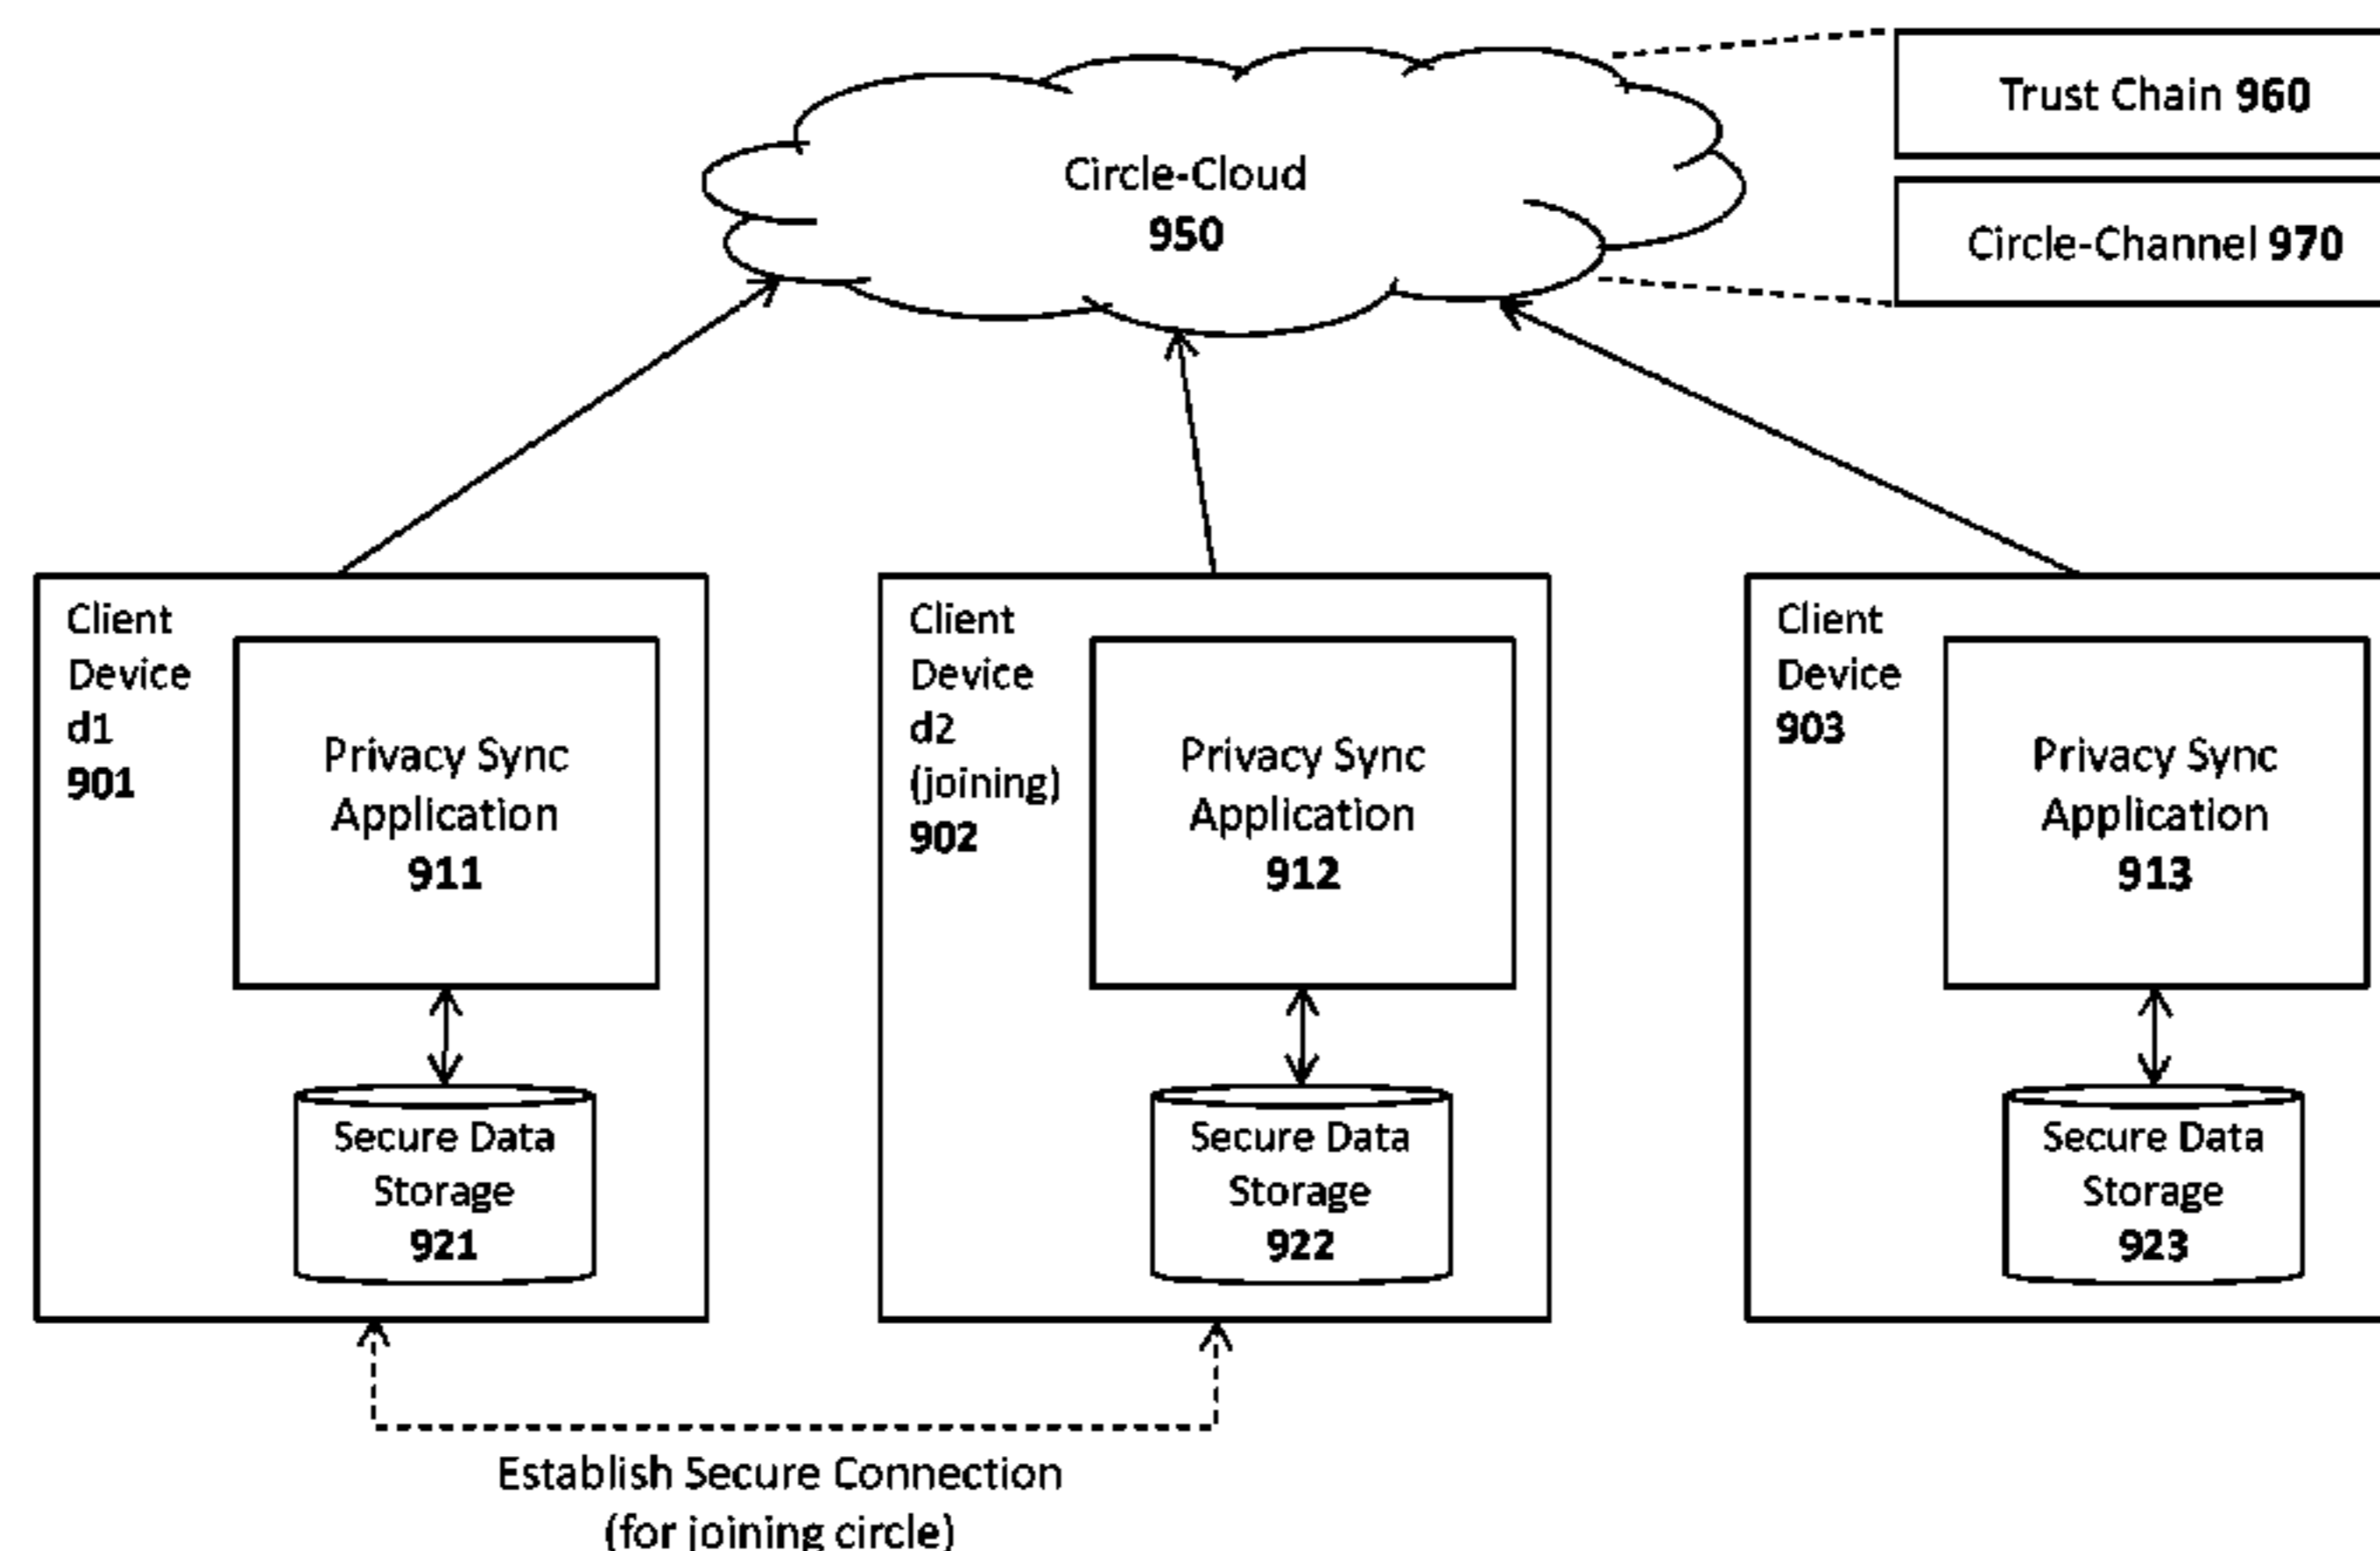 Trust Chain 960
Circle-Cloud
950
Circle-Channel 970
Client
Device
d1
901
Privacy Sync
Application
911
Secure Data
Storage
921
Client
Device
d2
(joining)
902
Privacy Sync
Application
912
Secure Data
Storage
922
Client
Device
903
Privacy Sync
Application
913
Secure Data
Storage
923
Establish Secure Connection
(for joining circle)